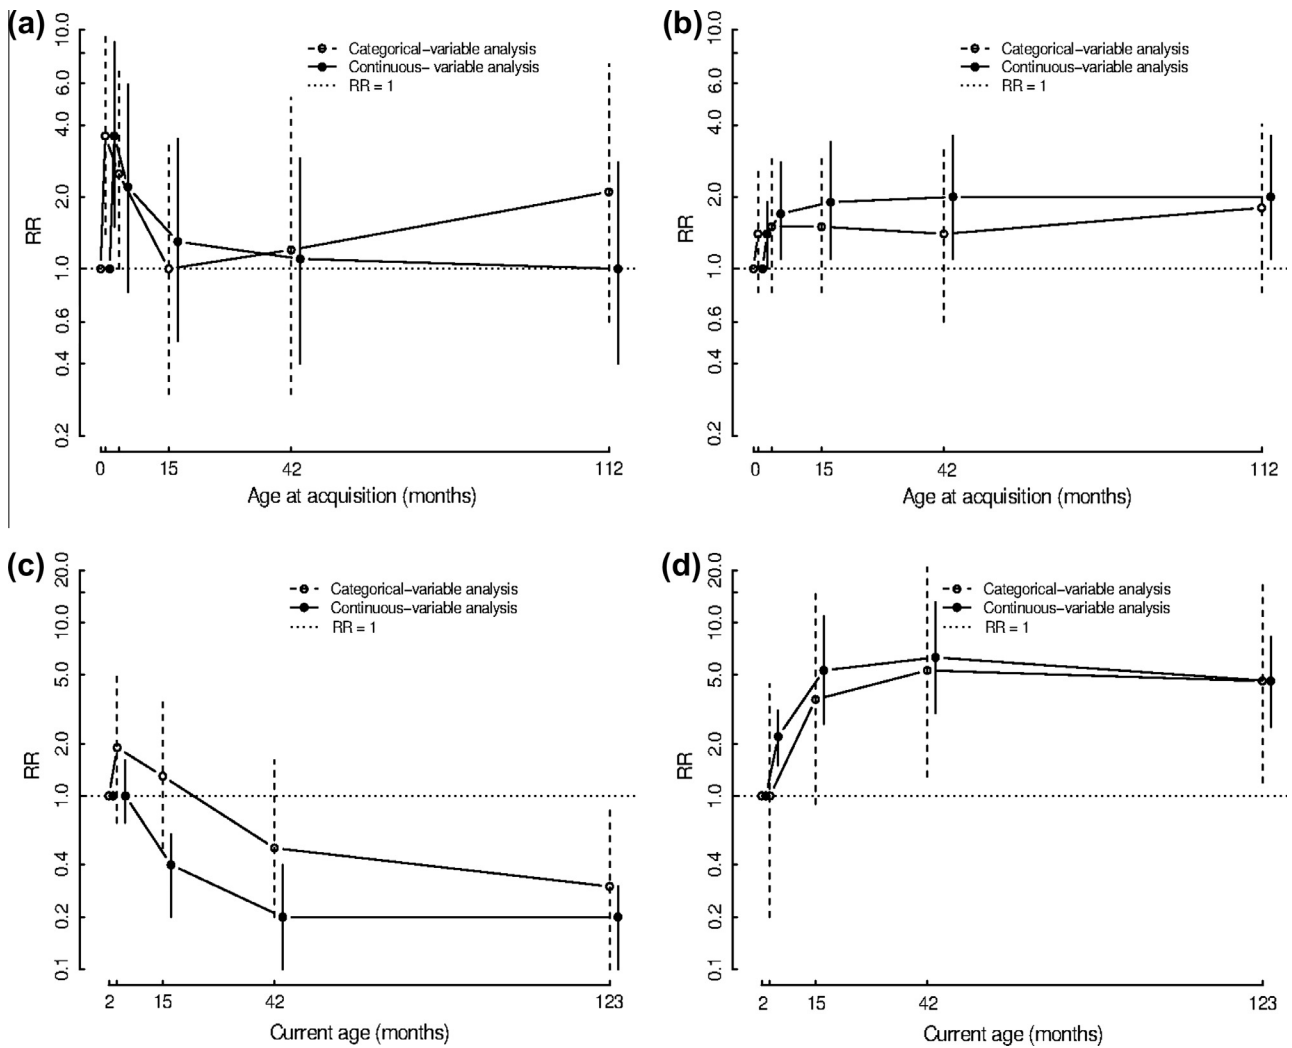 (a)
10.0
6.0
4.0
2.0
1.0
0.6
0.4
0.2
RR
Categorical-variable analysis
Continuous- variable analysis
RR = 1
0 15 42 112
Age at acquisition (months)
(b)
10.0
6.0
4.0
2.0
1.0
0.6
0.4
0.2
RR
Categorical-variable analysis
Continuous-variable analysis
RR = 1
0 15 42 112
Age at acquisition (months)
(c)
20.0
10.0
5.0
2.0
1.0
0.4
0.2
0.1
RR
Categorical-variable analysis
Continuous-variable analysis
RR = 1
2 15 42 123
Current age (months)
(d)
20.0
10.0
5.0
2.0
1.0
0.4
0.2
0.1
RR
Categorical-variable analysis
Continuous-variable analysis
RR = 1
2 15 42 123
Current age (months)